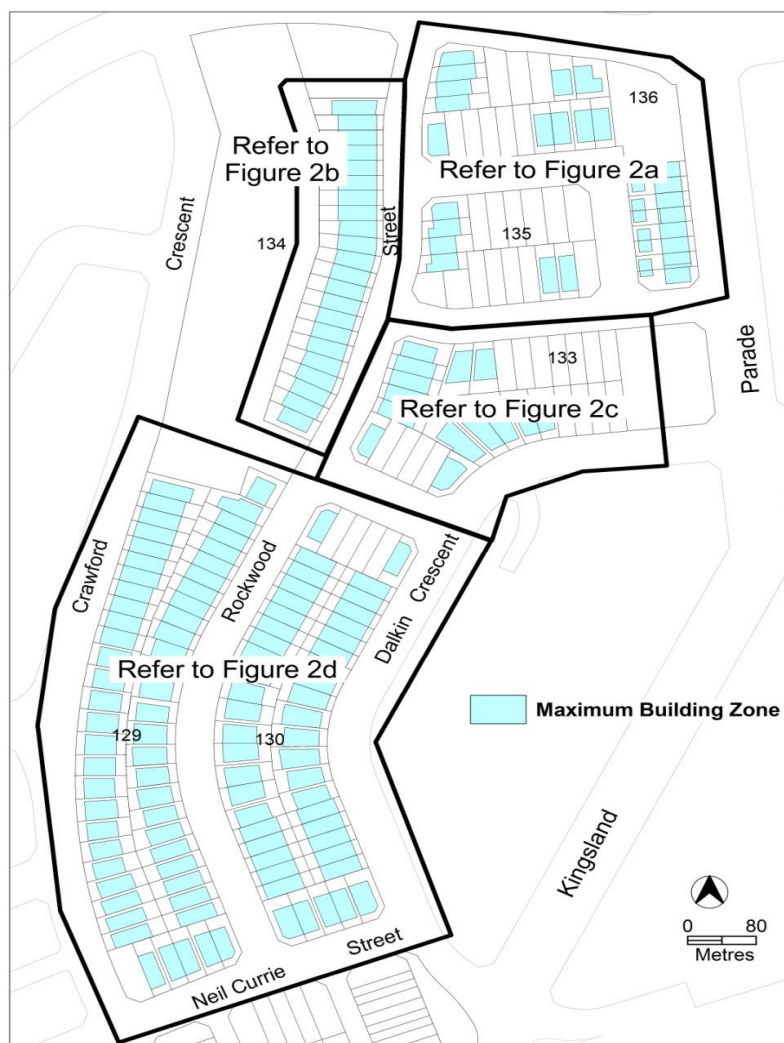 136
Refer to
Figure 2b
Refer to Figure 2a
Crescent
134
Street
135
133
Parade
Refer to Figure 2c
Crawford
Rockwood
Dalkin
Crescent
Refer to Figure 2d
Maximum Building Zone
129
130
Kingsland
0 80
Metres
Neil Currie
Street